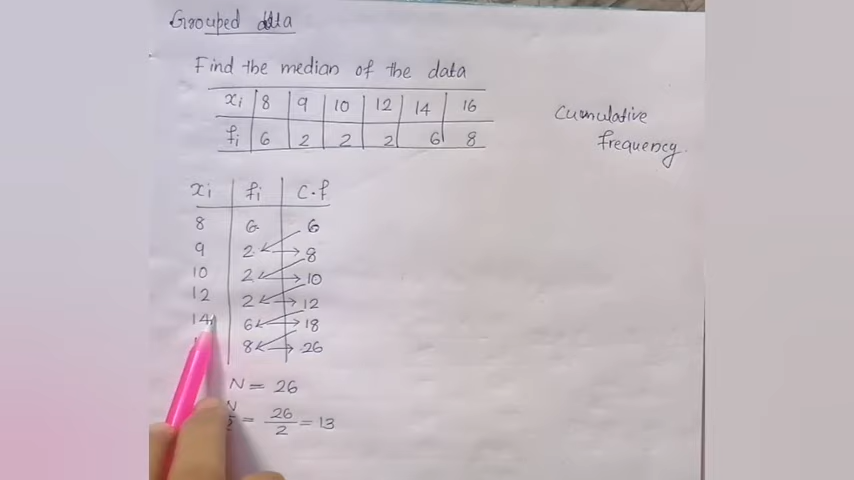 Grouped data
Find the median of the data
xi 8 9 10 12 14 16
fi 6 2 2 2 6 8
Cumulative
frequency
xi fi C.f
8 6 6
9 2 8
10 2 10
12 2 12
14 6 18
8 26
N = 26
N/2 = 26/2 = 13